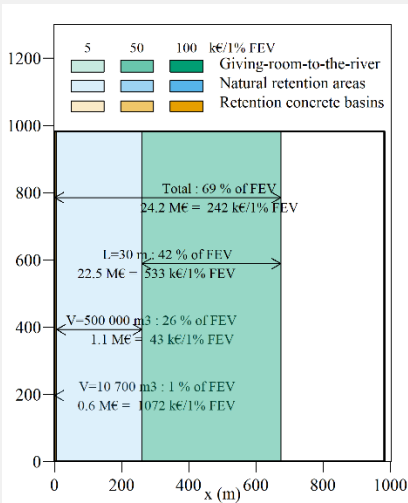 5 50 100 k€/1% FEV
Giving-room-to-the-river
Natural retention areas
Retention concrete basins
1200
1000
800
600
400
200
0
Total : 69 % of FEV
24.2 M€ = 242 k€/1% FEV
L=30 m : 42 % of FEV
22.5 M€ = 533 k€/1% FEV
V=500 000 m3 : 26 % of FEV
1.1 M€ = 43 k€/1% FEV
V=10 700 m3 : 1 % of FEV
0.6 M€ = 1072 k€/1% FEV
0 200 400 600 800 1000
x (m)